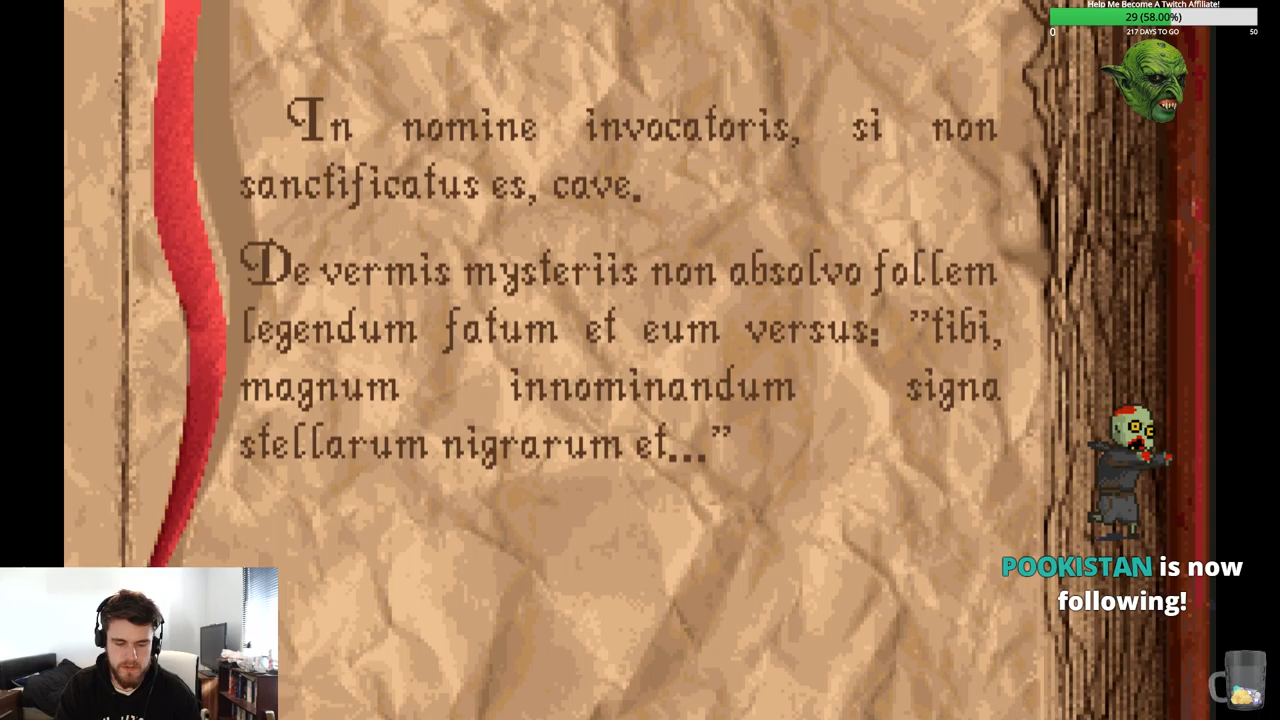 Help Me Become A Twitch Affiliate!
29 (58.00%)
0 217 DAYS TO GO 50
In nomine invocatoris, si non
sanctificatus es, cave.
De vermis mysteriis non absolvo follem
legendum fatum et eum versus: ”tibi,
magnum innominandum signa
stellarum nigrarum et...”
POOKISTAN is now
following!